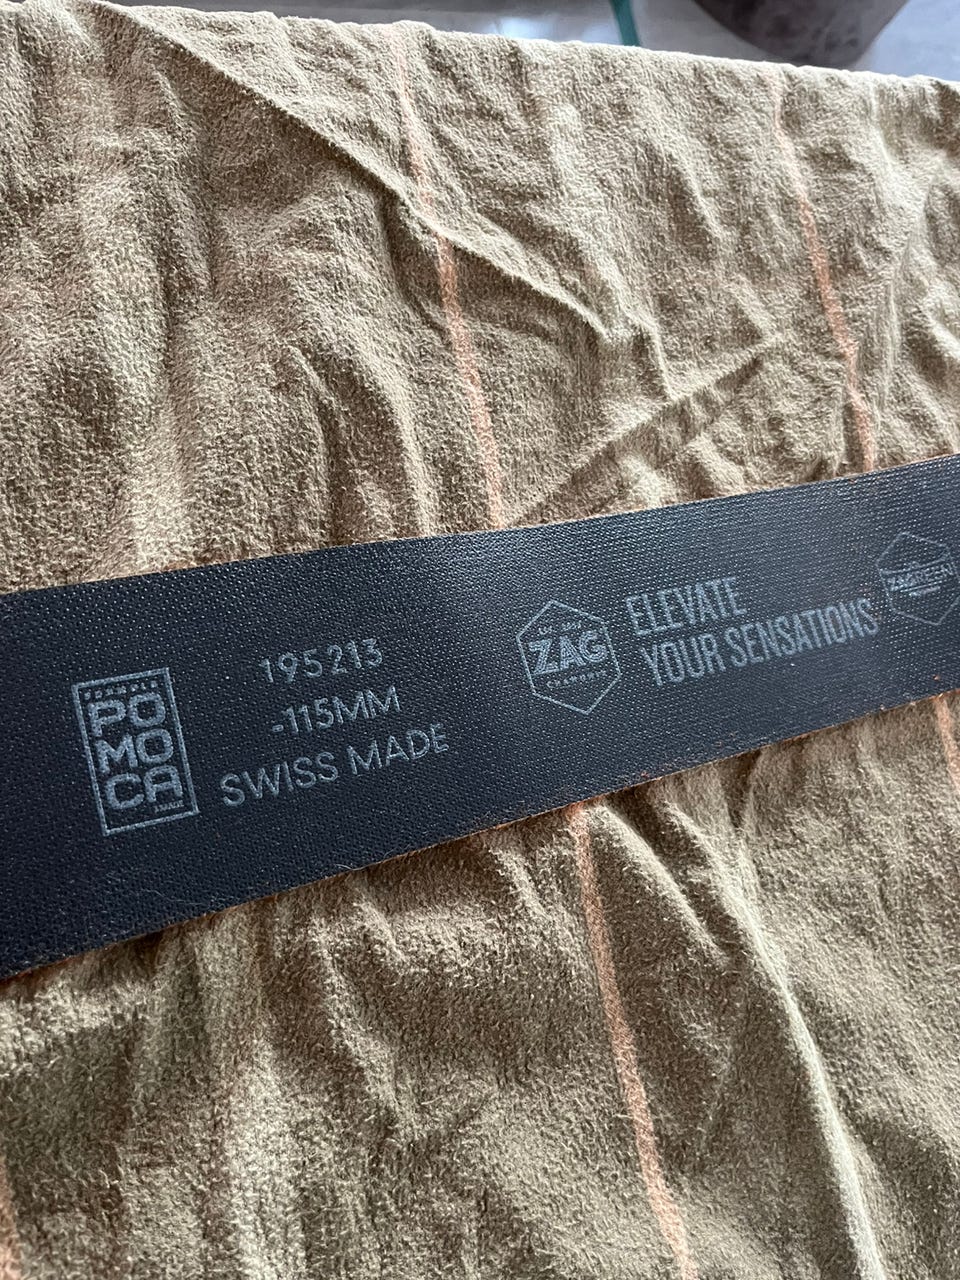 PO
MO
CA
195213
-115MM
SWISS MADE
ZAG
ELEVATE
YOUR SENSATIONS